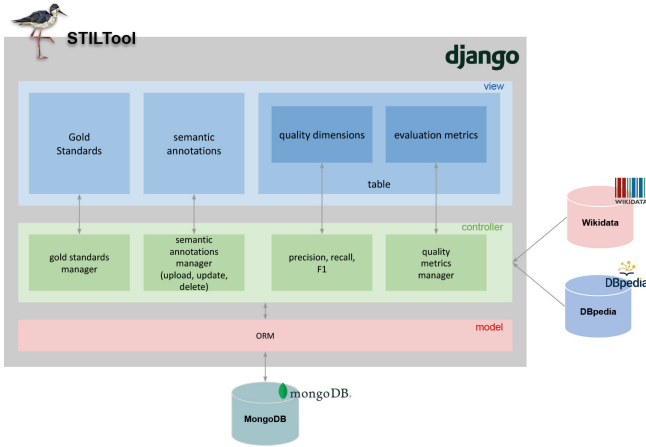 STILTool
django
view
Gold
Standards
semantic
annotations
quality dimensions
evaluation metrics
table
WIKIDATA
Wikidata
controller
gold standards
manager
semantic
annotations
manager
(upload, update,
delete)
precision, recall,
F1
quality
metrics
manager
DBpedia
DBpedia
model
ORM
mongoDB.
MongoDB